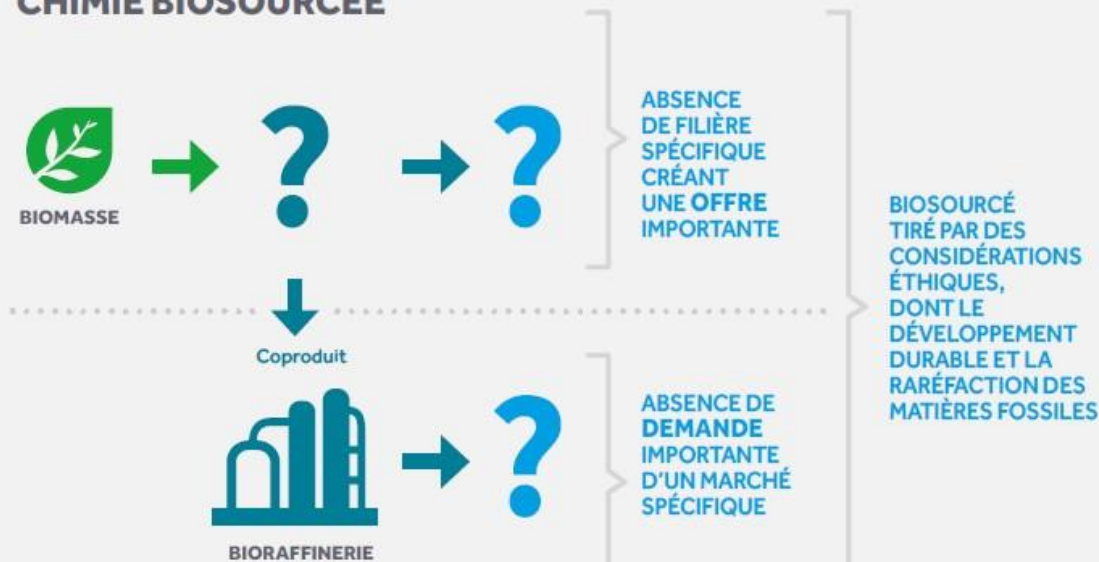 CHIMIE BIOSOURCÉE
BIOMASSE
?
?
ABSENCE
DE FILIÈRE
SPÉCIFIQUE
CRÉANT
UNE OFFRE
IMPORTANTE
BIOSOURCÉ
TIRÉ PAR DES
CONSIDÉRATIONS
ÉTHIQUES,
DONT LE
DÉVELOPPEMENT
DURABLE ET LA
RARÉFACTION DES
MATIÈRES FOSSILES
Coproduit
BIORAFFINERIE
?
ABSENCE DE
DEMANDE
IMPORTANTE
D'UN MARCHÉ
SPÉCIFIQUE